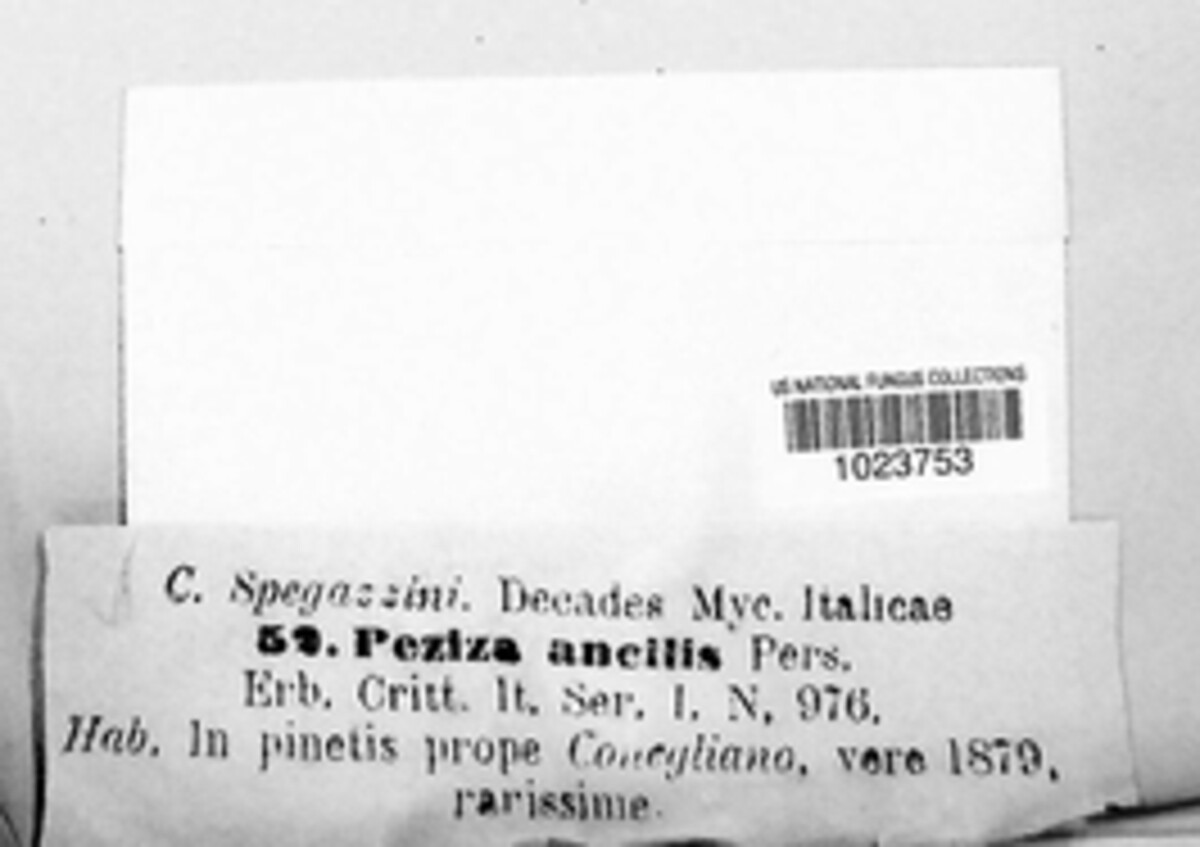 US NATIONAL FUNGUS COLLECTIONS
1023753
C. Spegazzini. Decades Myc. Italicae
59. Peziza ancilis Pers.
Erb. Critt. It. Ser. I. N. 976.
Hab. In pinetis prope Conegliano, vere 1879,
rarissime.